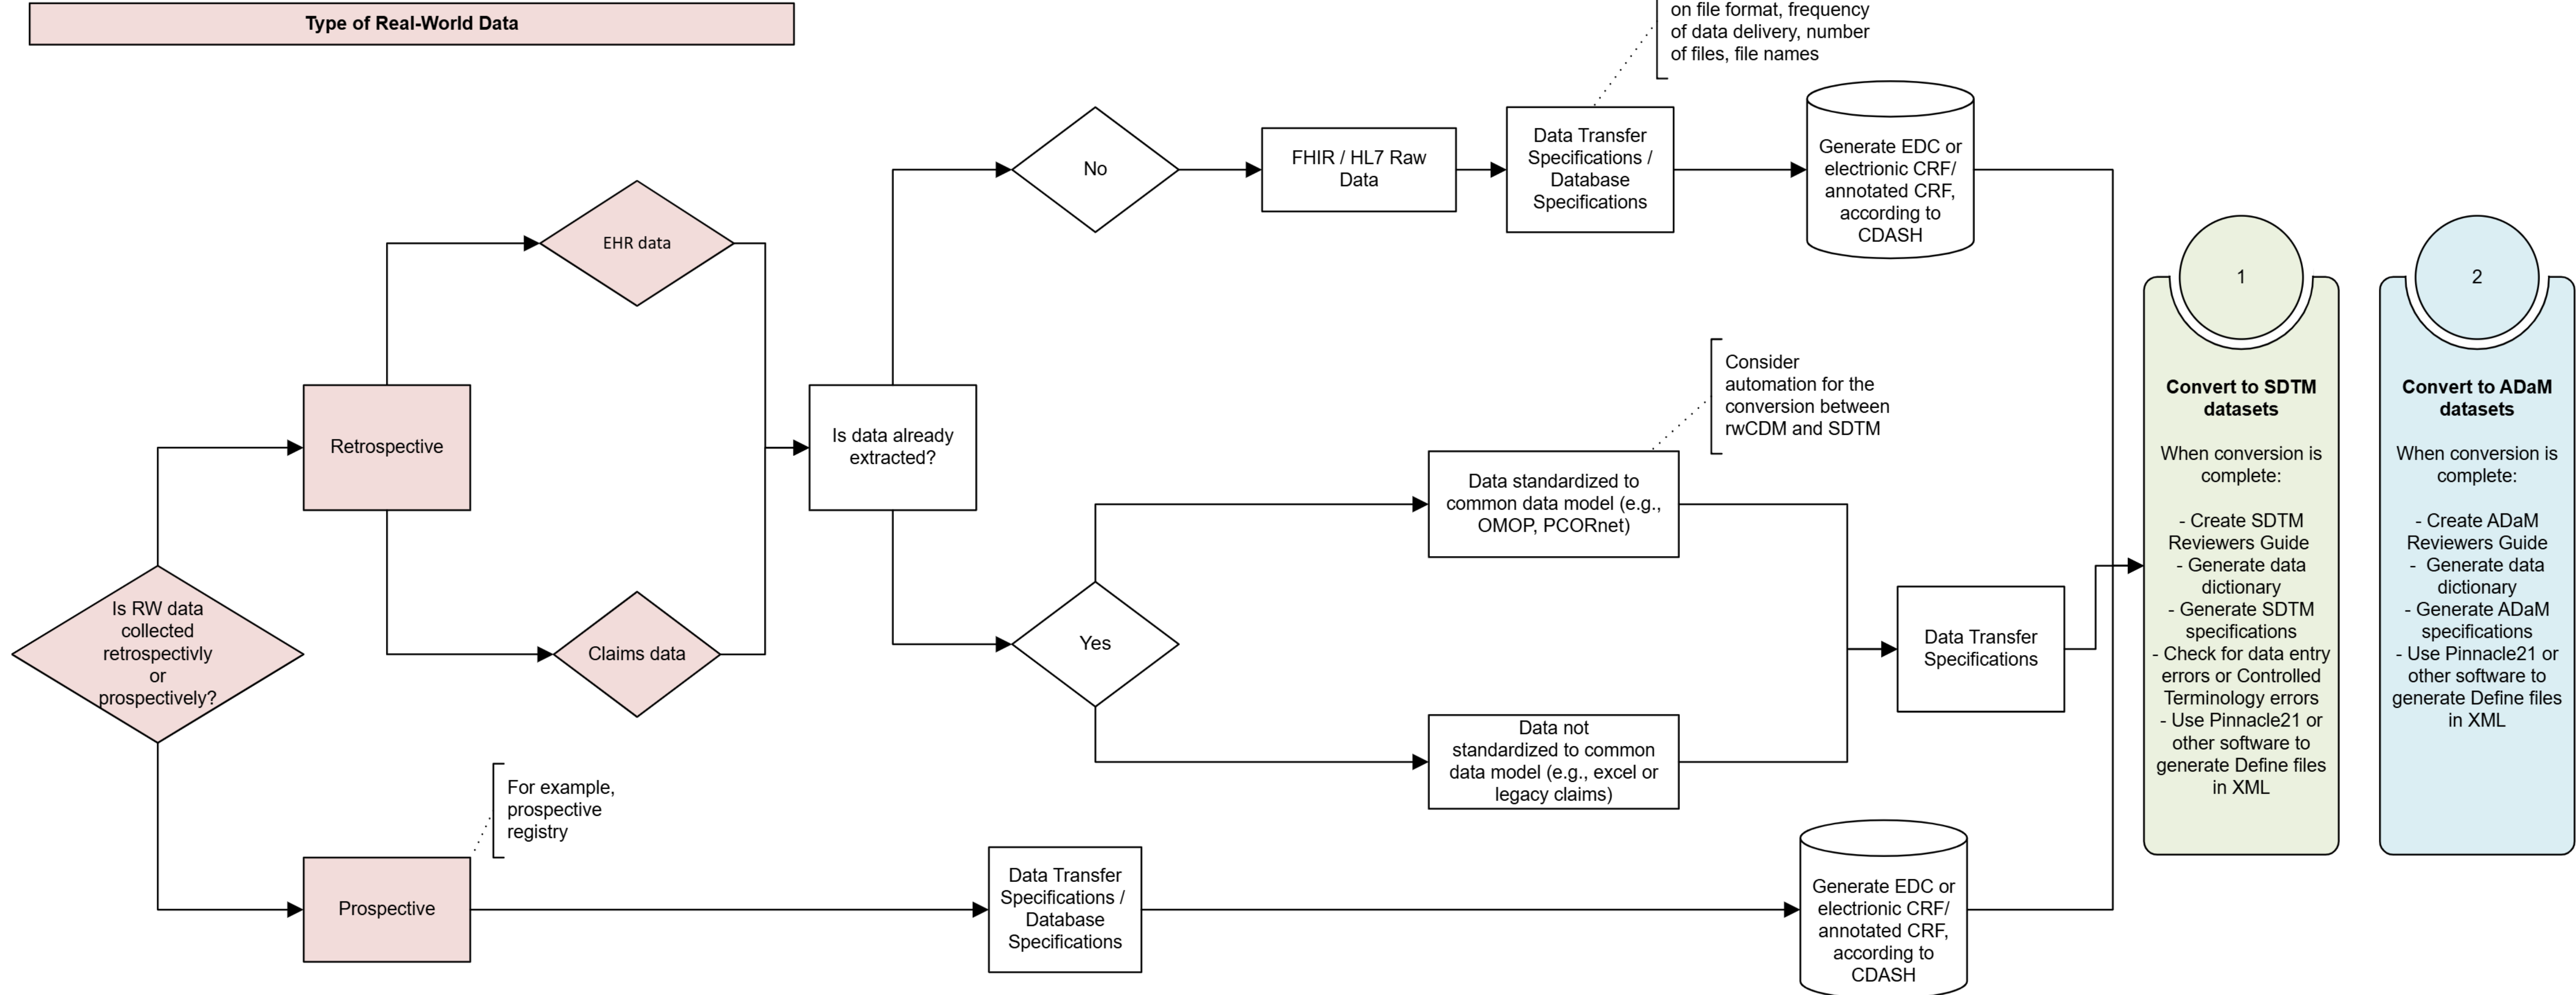 Type of Real-World Data
on file format, frequency
of data delivery, number
of files, file names
No
FHIR / HL7 Raw
Data
Data Transfer
Specifications /
Database
Specifications
Generate EDC or
electrionic CRF/
annotated CRF,
according to
CDASH
EHR data
Retrospective
Is data already
extracted?
Consider
automation for the
conversion between
rwCDM and SDTM
Data standardized to
common data model (e.g.,
OMOP, PCORnet)
Is RW data
collected
retrospectivly
or
prospectively?
Claims data
Yes
Data Transfer
Specifications
Data not
standardized to common
data model (e.g., excel or
legacy claims)
For example,
prospective
registry
Prospective
Data Transfer
Specifications /
Database
Specifications
Generate EDC or
electrionic CRF/
annotated CRF,
according to
CDASH
1
Convert to SDTM
datasets
When conversion is
complete:
- Create SDTM
Reviewers Guide
- Generate data
dictionary
- Generate SDTM
specifications
- Check for data entry
errors or Controlled
Terminology errors
- Use Pinnacle21 or
other software to
generate Define files
in XML
2
Convert to ADaM
datasets
When conversion is
complete:
- Create ADaM
Reviewers Guide
- Generate data
dictionary
- Generate ADaM
specifications
- Use Pinnacle21 or
other software to
generate Define files
in XML